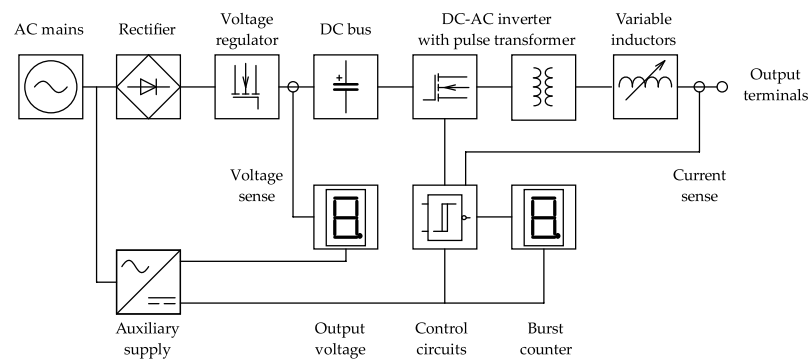 AC mains
Rectifier
Voltage
regulator
DC bus
DC-AC inverter
with pulse transformer
Variable
inductors
Output
terminals
Voltage
sense
Current
sense
Auxiliary
supply
Output
voltage
Control
circuits
Burst
counter